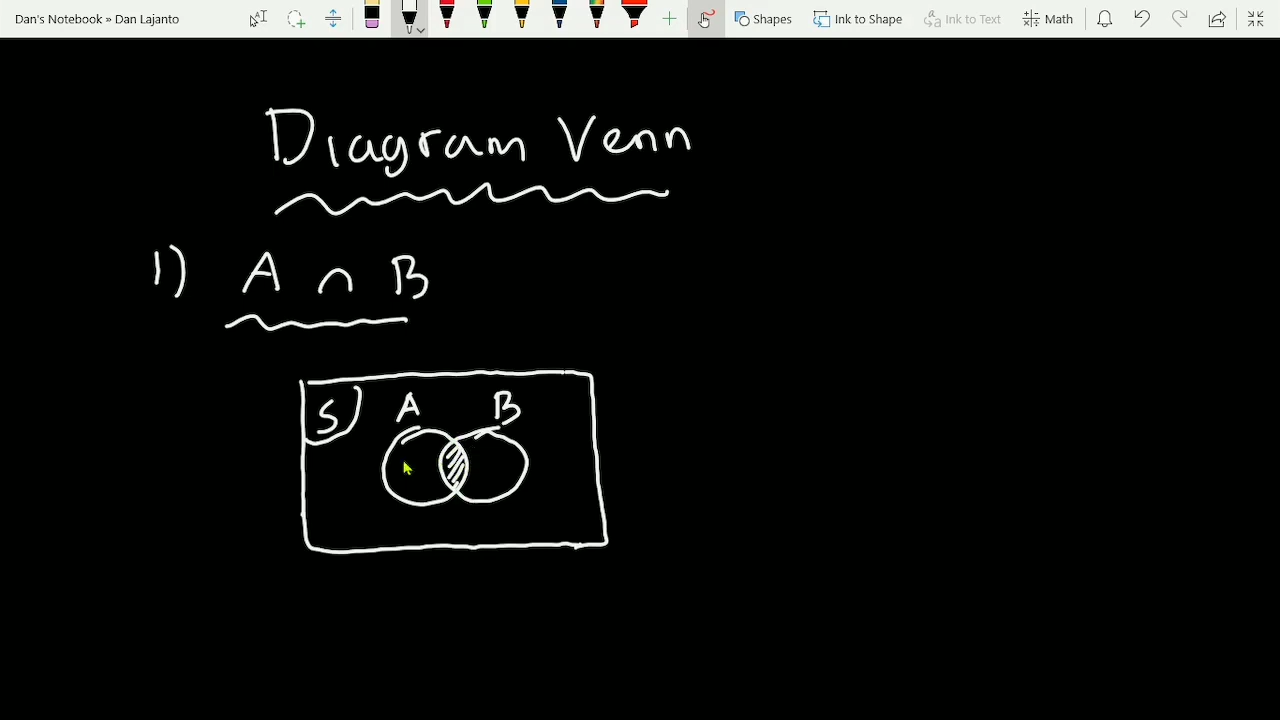 Dan's Notebook » Dan Lajanto
Shapes Ink to Shape Ink to Text Math
Diagram Venn
1) A ∩ B
S A B